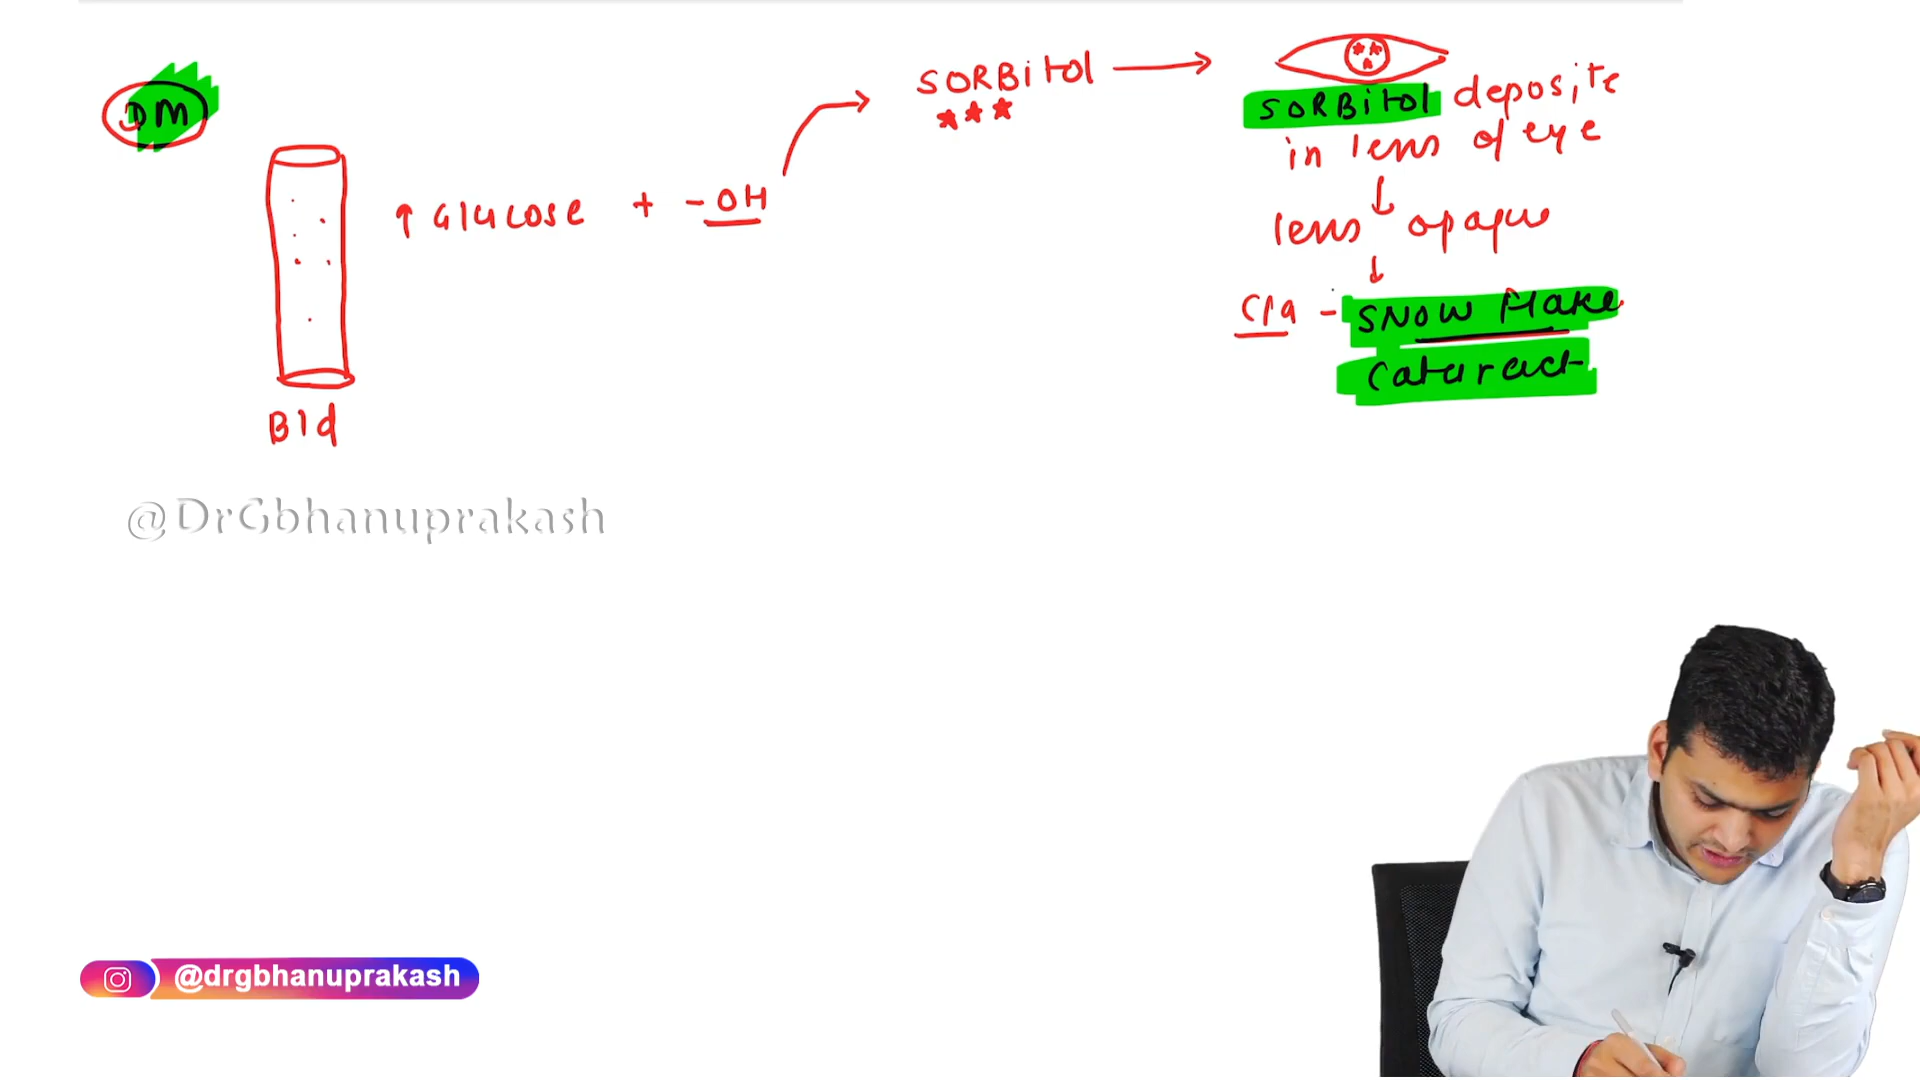 DM
SORBitol
SORBitol deposite
in lens of eye
↑ Glucose + -OH
lens opaque
C/a - SNOW Flake
Cataract
Bld
@DrGbhanuprakash
@drgbhanuprakash